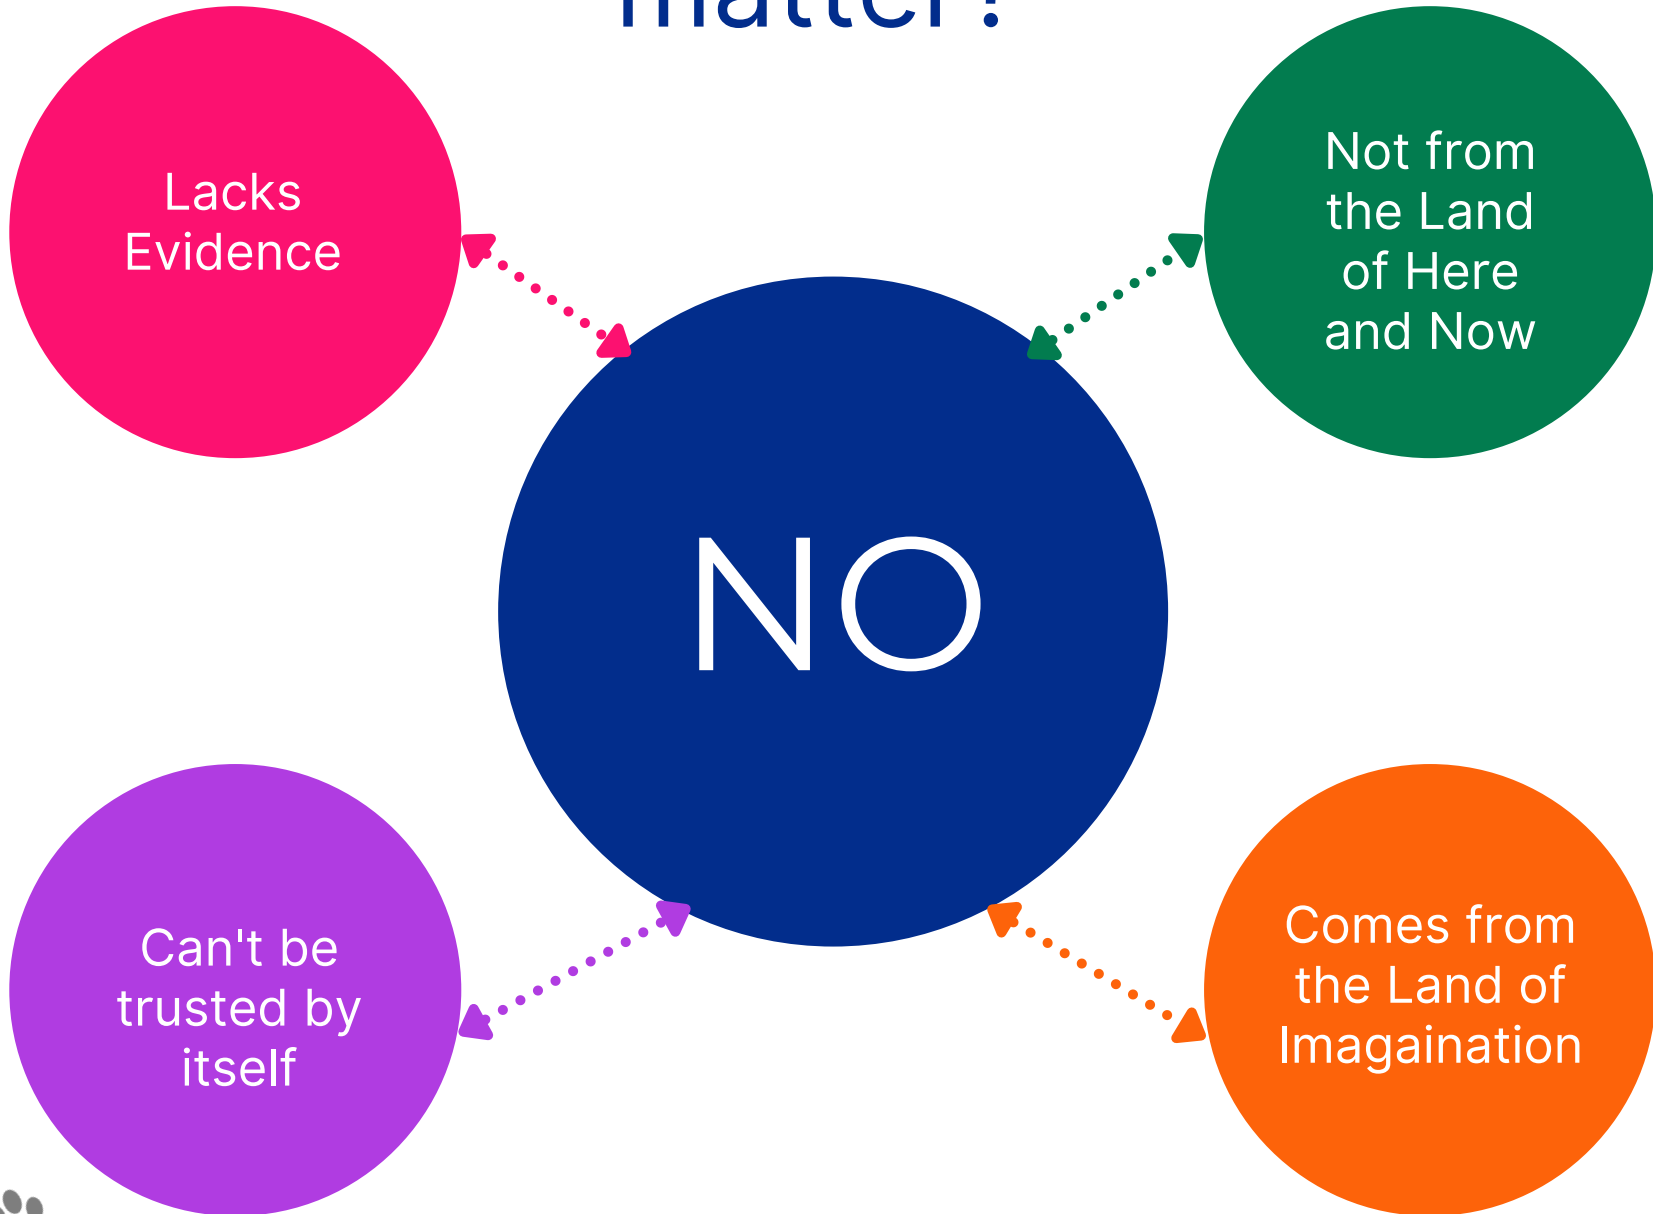 matter?
Lacks
Evidence
Not from
the Land
of Here
and Now
NO
Can't be
trusted by
itself
Comes from
the Land of
Imagaination